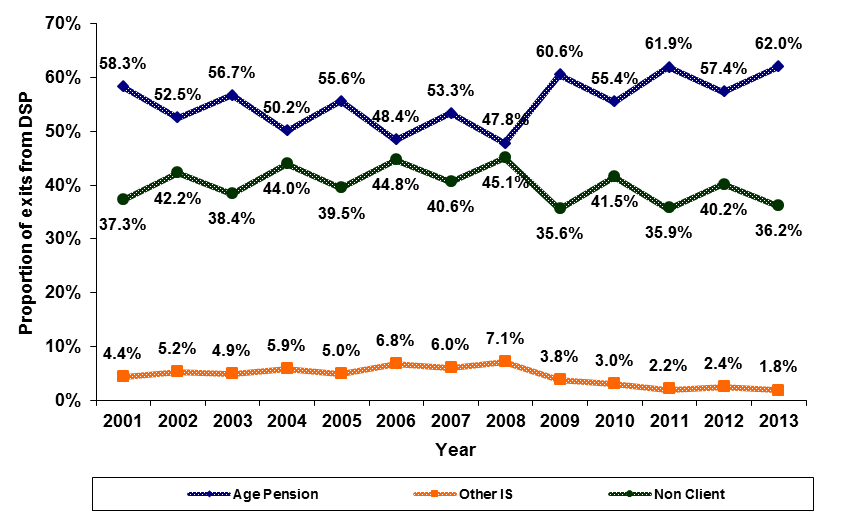 70%
60%
50%
40%
30%
20%
10%
0%
Proportion of exits from DSP
58.3% 52.5% 56.7% 50.2% 55.6% 48.4% 53.3% 47.8% 60.6% 55.4% 61.9% 57.4% 62.0%
37.3% 42.2% 38.4% 44.0% 39.5% 44.8% 40.6% 45.1% 35.6% 41.5% 35.9% 40.2% 36.2%
4.4% 5.2% 4.9% 5.9% 5.0% 6.8% 6.0% 7.1% 3.8% 3.0% 2.2% 2.4% 1.8%
2001 2002 2003 2004 2005 2006 2007 2008 2009 2010 2011 2012 2013
Year
Age Pension Other IS Non Client